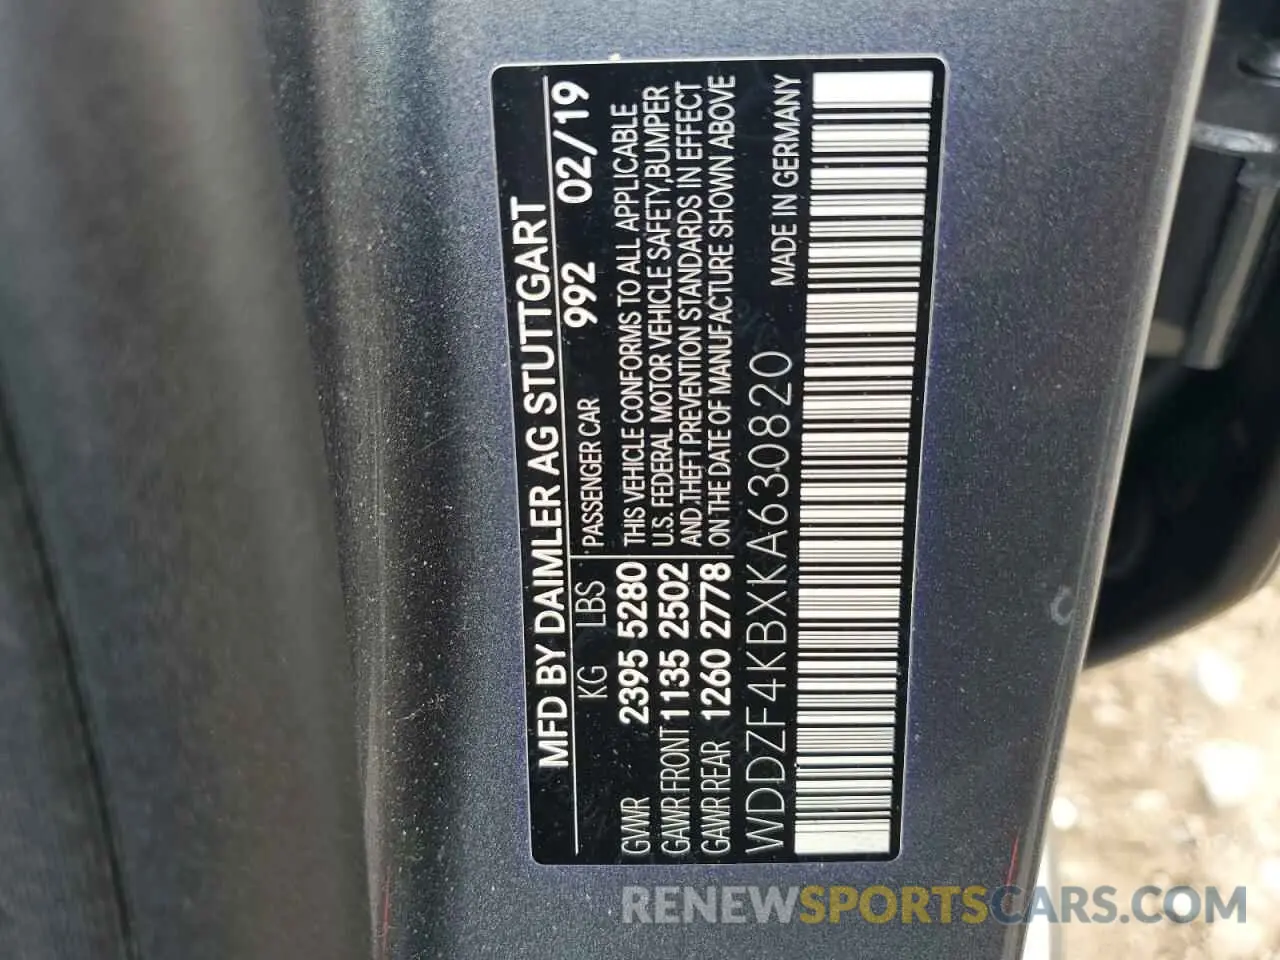 MFD BY DAIMLER AG STUTTGART
KG LBS PASSENGER CAR 992 02/19
GVWR 2395 5280
GAWR FRONT 1135 2502
GAWR REAR 1260 2778
THIS VEHICLE CONFORMS TO ALL APPLICABLE
U.S. FEDERAL MOTOR VEHICLE SAFETY,BUMPER
AND.THEFT PREVENTION STANDARDS IN EFFECT
ON THE DATE OF MANUFACTURE SHOWN ABOVE
WDDZF4KBXKA630820 MADE IN GERMANY
RENEWSPORTSCARS.COM